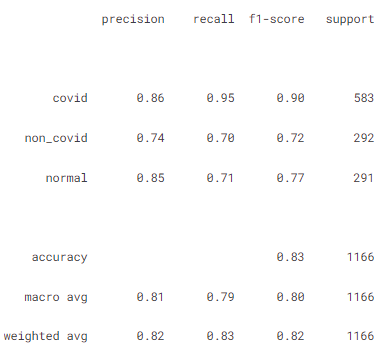 precision recall f1-score support
covid 0.86 0.95 0.90 583
non_covid 0.74 0.70 0.72 292
normal 0.85 0.71 0.77 291
accuracy 0.83 1166
macro avg 0.81 0.79 0.80 1166
weighted avg 0.82 0.83 0.82 1166